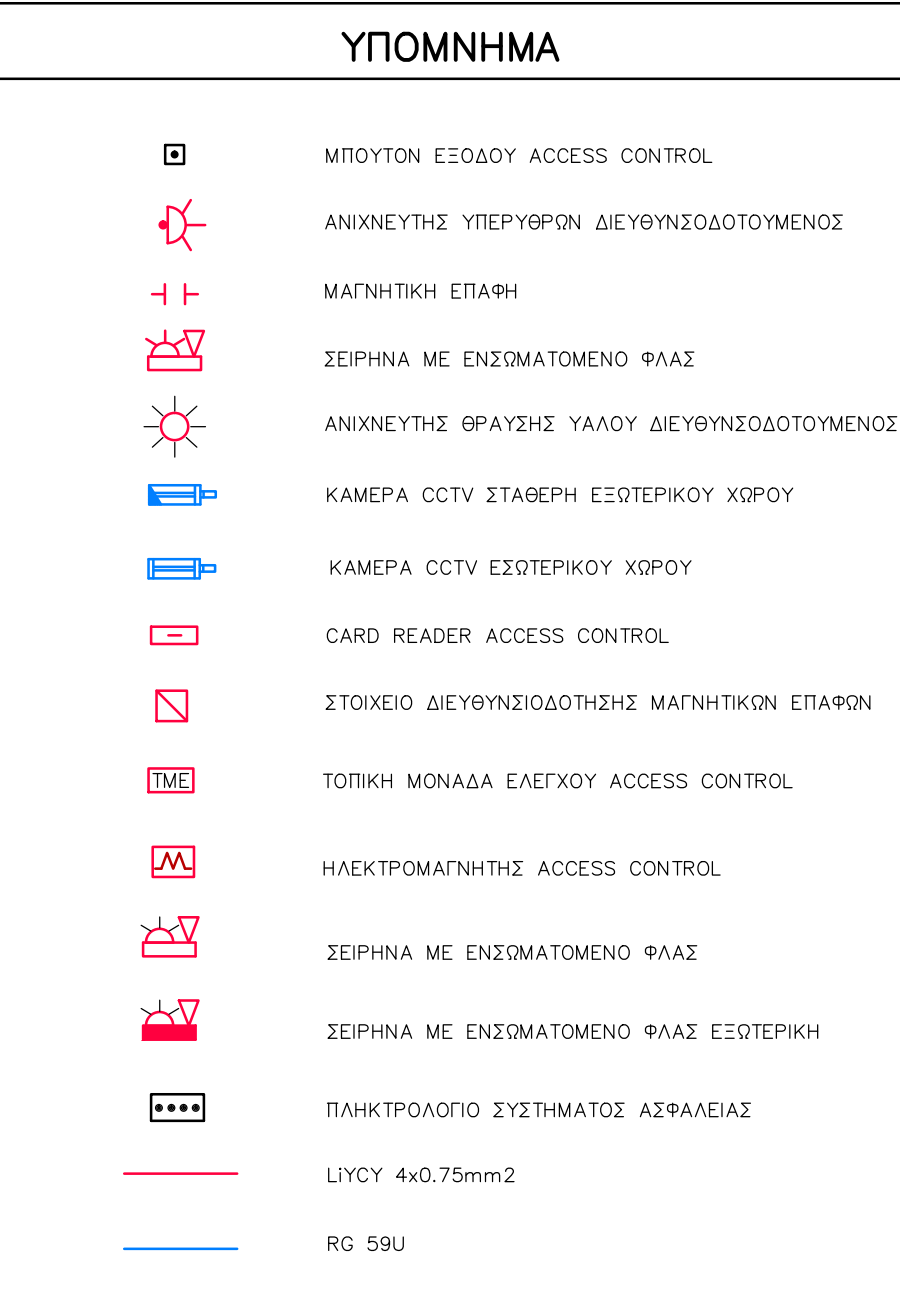 ΥΠΟΜΝΗΜΑ
ΜΠΟΥΤΟΝ ΕΞΟΔΟΥ ACCESS CONTROL
ΑΝΙΧΝΕΥΤΗΣ ΥΠΕΡΥΘΡΩΝ ΔΙΕΥΘΥΝΣΟΔΟΤΟΥΜΕΝΟΣ
ΜΑΓΝΗΤΙΚΗ ΕΠΑΦΗ
ΣΕΙΡΗΝΑ ΜΕ ΕΝΣΩΜΑΤΟΜΕΝΟ ΦΛΑΣ
ΑΝΙΧΝΕΥΤΗΣ ΘΡΑΥΣΗΣ ΥΑΛΟΥ ΔΙΕΥΘΥΝΣΟΔΟΤΟΥΜΕΝΟΣ
ΚΑΜΕΡΑ CCTV ΣΤΑΘΕΡΗ ΕΞΩΤΕΡΙΚΟΥ ΧΩΡΟΥ
ΚΑΜΕΡΑ CCTV ΕΣΩΤΕΡΙΚΟΥ ΧΩΡΟΥ
CARD READER ACCESS CONTROL
ΣΤΟΙΧΕΙΟ ΔΙΕΥΘΥΝΣΙΟΔΟΤΗΣΗΣ ΜΑΓΝΗΤΙΚΩΝ ΕΠΑΦΩΝ
ΤΜΕ ΤΟΠΙΚΗ ΜΟΝΑΔΑ ΕΛΕΓΧΟΥ ACCESS CONTROL
ΗΛΕΚΤΡΟΜΑΓΝΗΤΗΣ ACCESS CONTROL
ΣΕΙΡΗΝΑ ΜΕ ΕΝΣΩΜΑΤΟΜΕΝΟ ΦΛΑΣ
ΣΕΙΡΗΝΑ ΜΕ ΕΝΣΩΜΑΤΟΜΕΝΟ ΦΛΑΣ ΕΞΩΤΕΡΙΚΗ
ΠΛΗΚΤΡΟΛΟΓΙΟ ΣΥΣΤΗΜΑΤΟΣ ΑΣΦΑΛΕΙΑΣ
LiYCY 4x0.75mm2
RG 59U